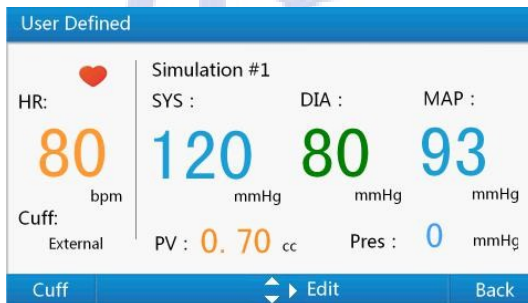 User Defined
Simulation #1
HR:
SYS : DIA : MAP :
80 120 80 93
bpm mmHg mmHg mmHg
Cuff:
External
PV : 0. 70 cc Pres : 0 mmHg
Cuff Edit Back